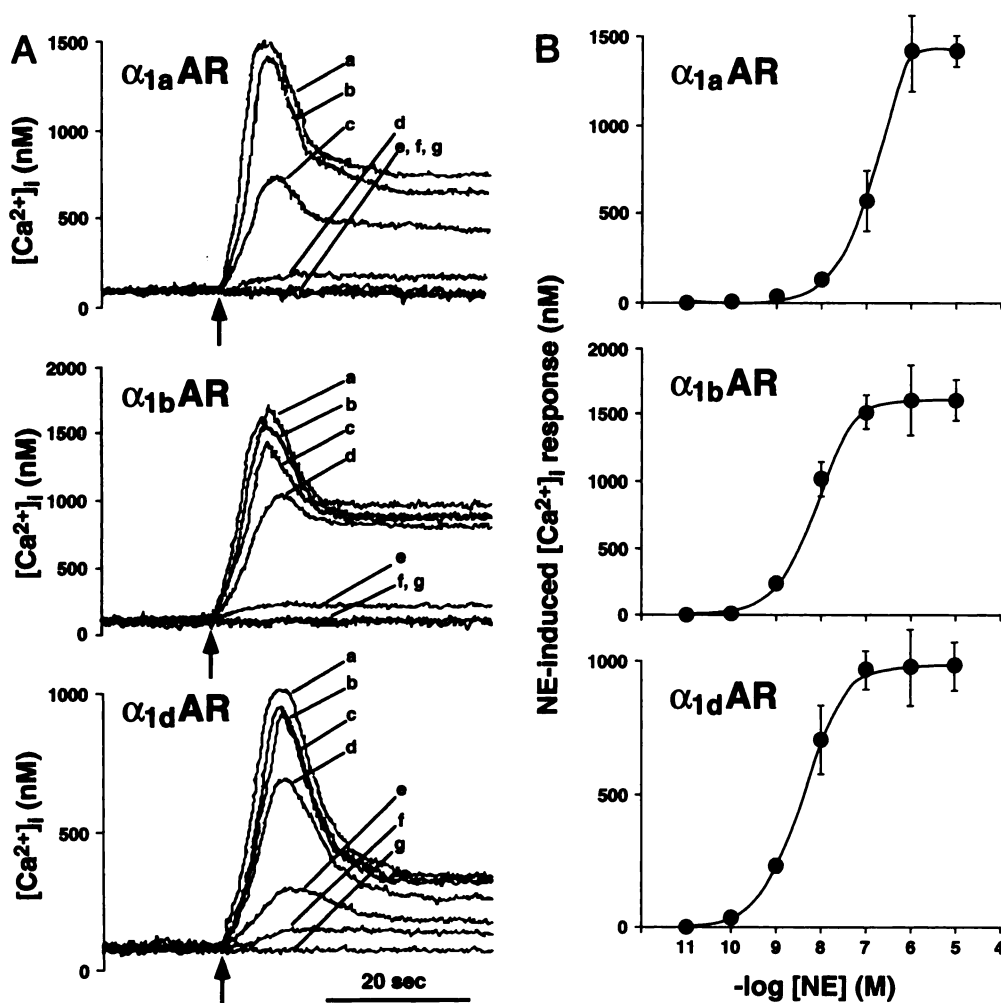 A
α1aAR
[Ca2+]i (nM)
1500
1000
500
0
a
b
c
d
e, f, g
α1bAR
[Ca2+]i (nM)
2000
1500
1000
500
0
a
b
c
d
e
f, g
α1dAR
[Ca2+]i (nM)
1000
500
0
a
b
c
d
e
f
g
20 sec
B
NE-induced [Ca2+]i response (nM)
α1aAR
1500
1000
500
0
α1bAR
2000
1500
1000
500
0
α1dAR
1000
500
0
11 10 9 8 7 6 5 4
-log [NE] (M)